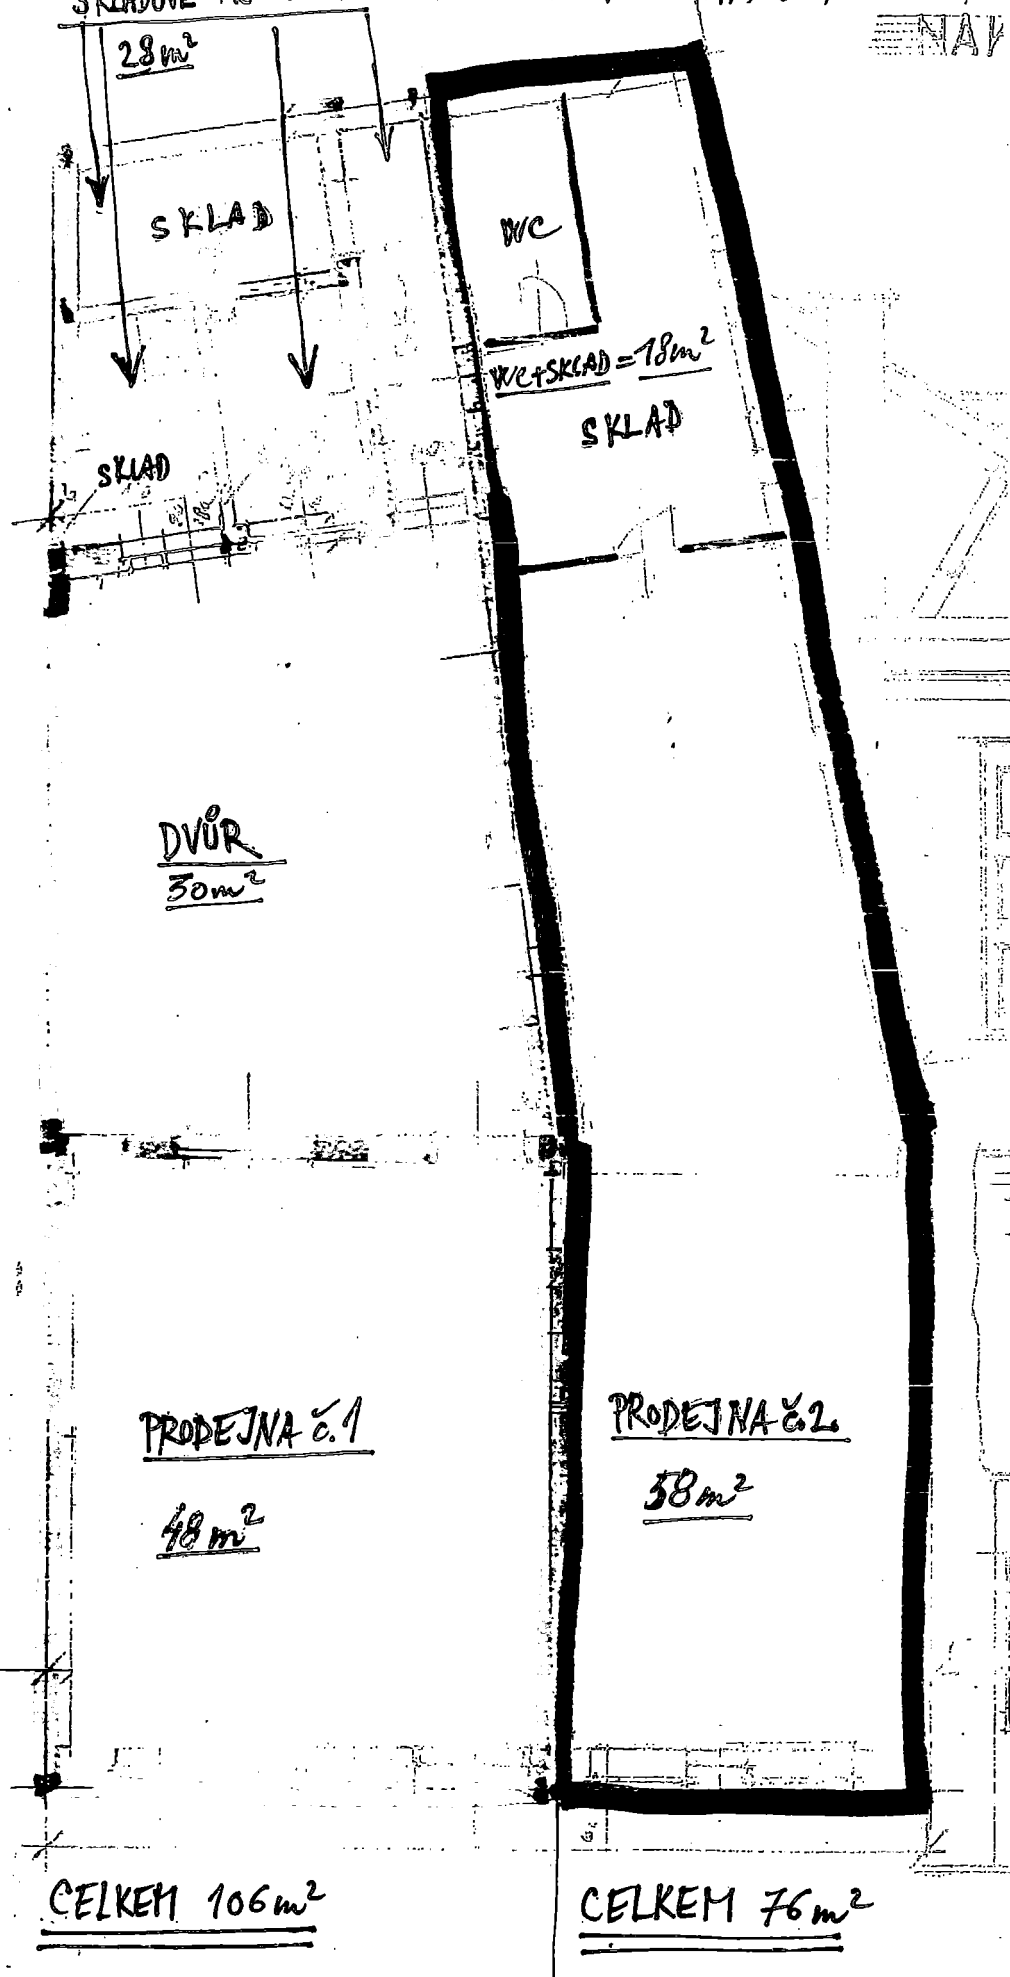 28m²
SKLAD
WC
WC+SKLAD = 18m²
SKLAD
SKLAD
DVŮR
30m²
PRODEJNA č.1
48m²
PRODEJNA č.2.
58m²
CELKEM 106m²
CELKEM 76m²